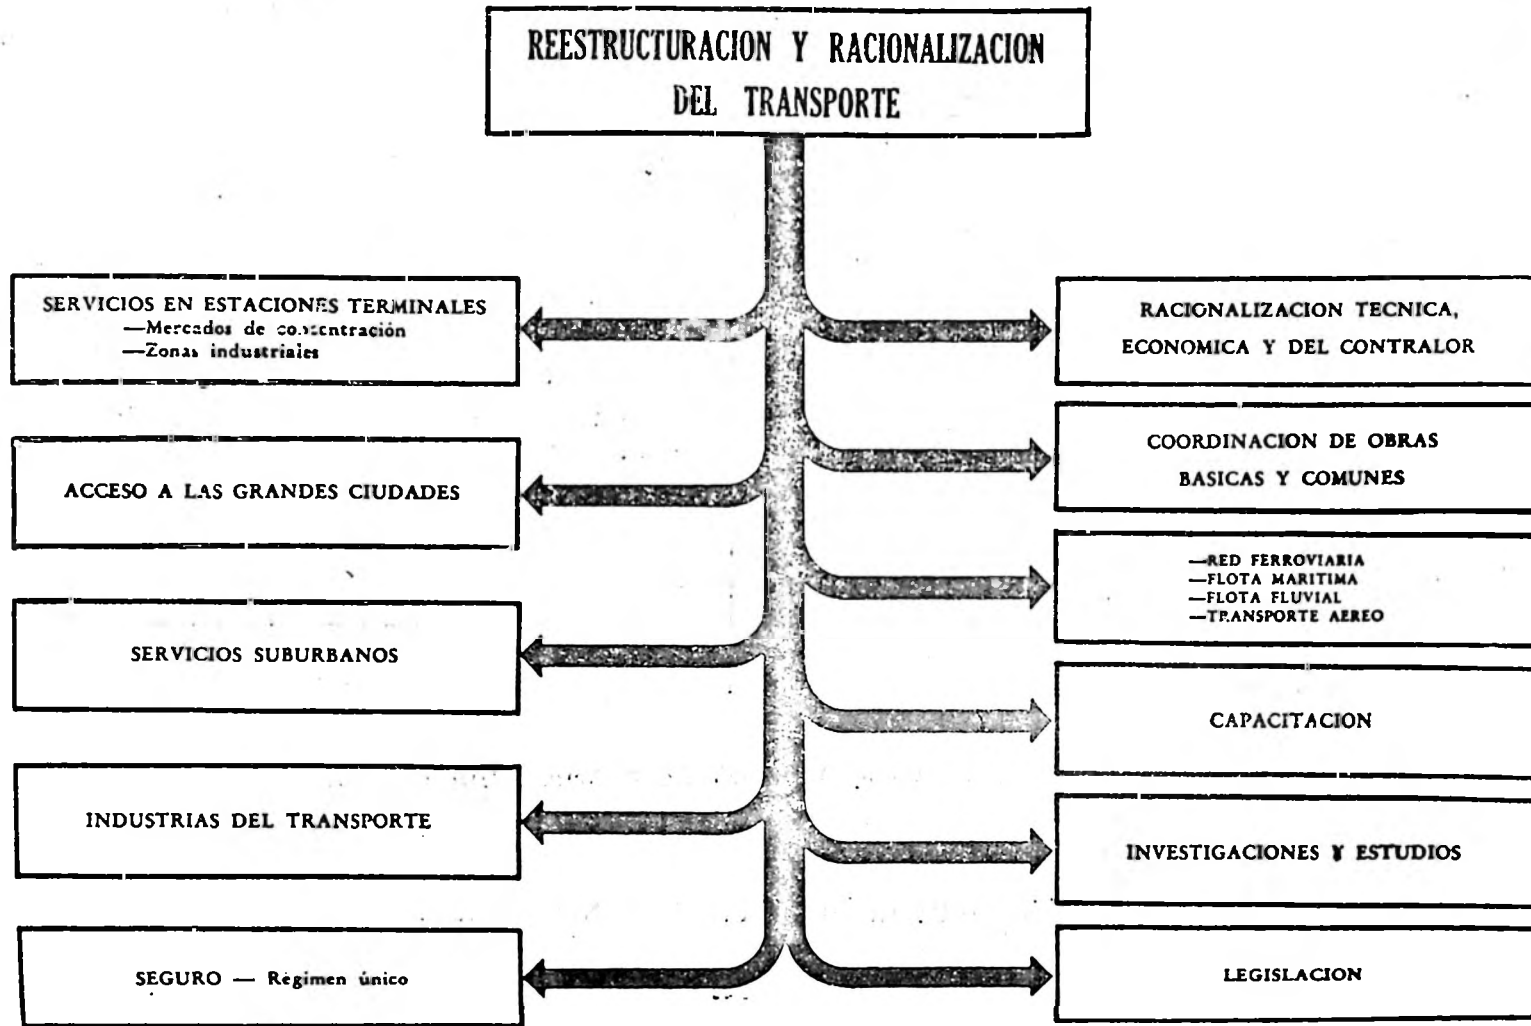 REESTRUCTURACION Y RACIONALIZACION
DEL TRANSPORTE
SERVICIOS EN ESTACIONES TERMINALES
—Mercados de concentración
—Zonas industriales
ACCESO A LAS GRANDES CIUDADES
SERVICIOS SUBURBANOS
INDUSTRIAS DEL TRANSPORTE
SEGURO — Régimen único
RACIONALIZACION TECNICA,
ECONOMICA Y DEL CONTRALOR
COORDINACION DE OBRAS
BASICAS Y COMUNES
—RED FERROVIARIA
—FLOTA MARITIMA
—FLOTA FLUVIAL
—TRANSPORTE AEREO
CAPACITACION
INVESTIGACIONES Y ESTUDIOS
LEGISLACION